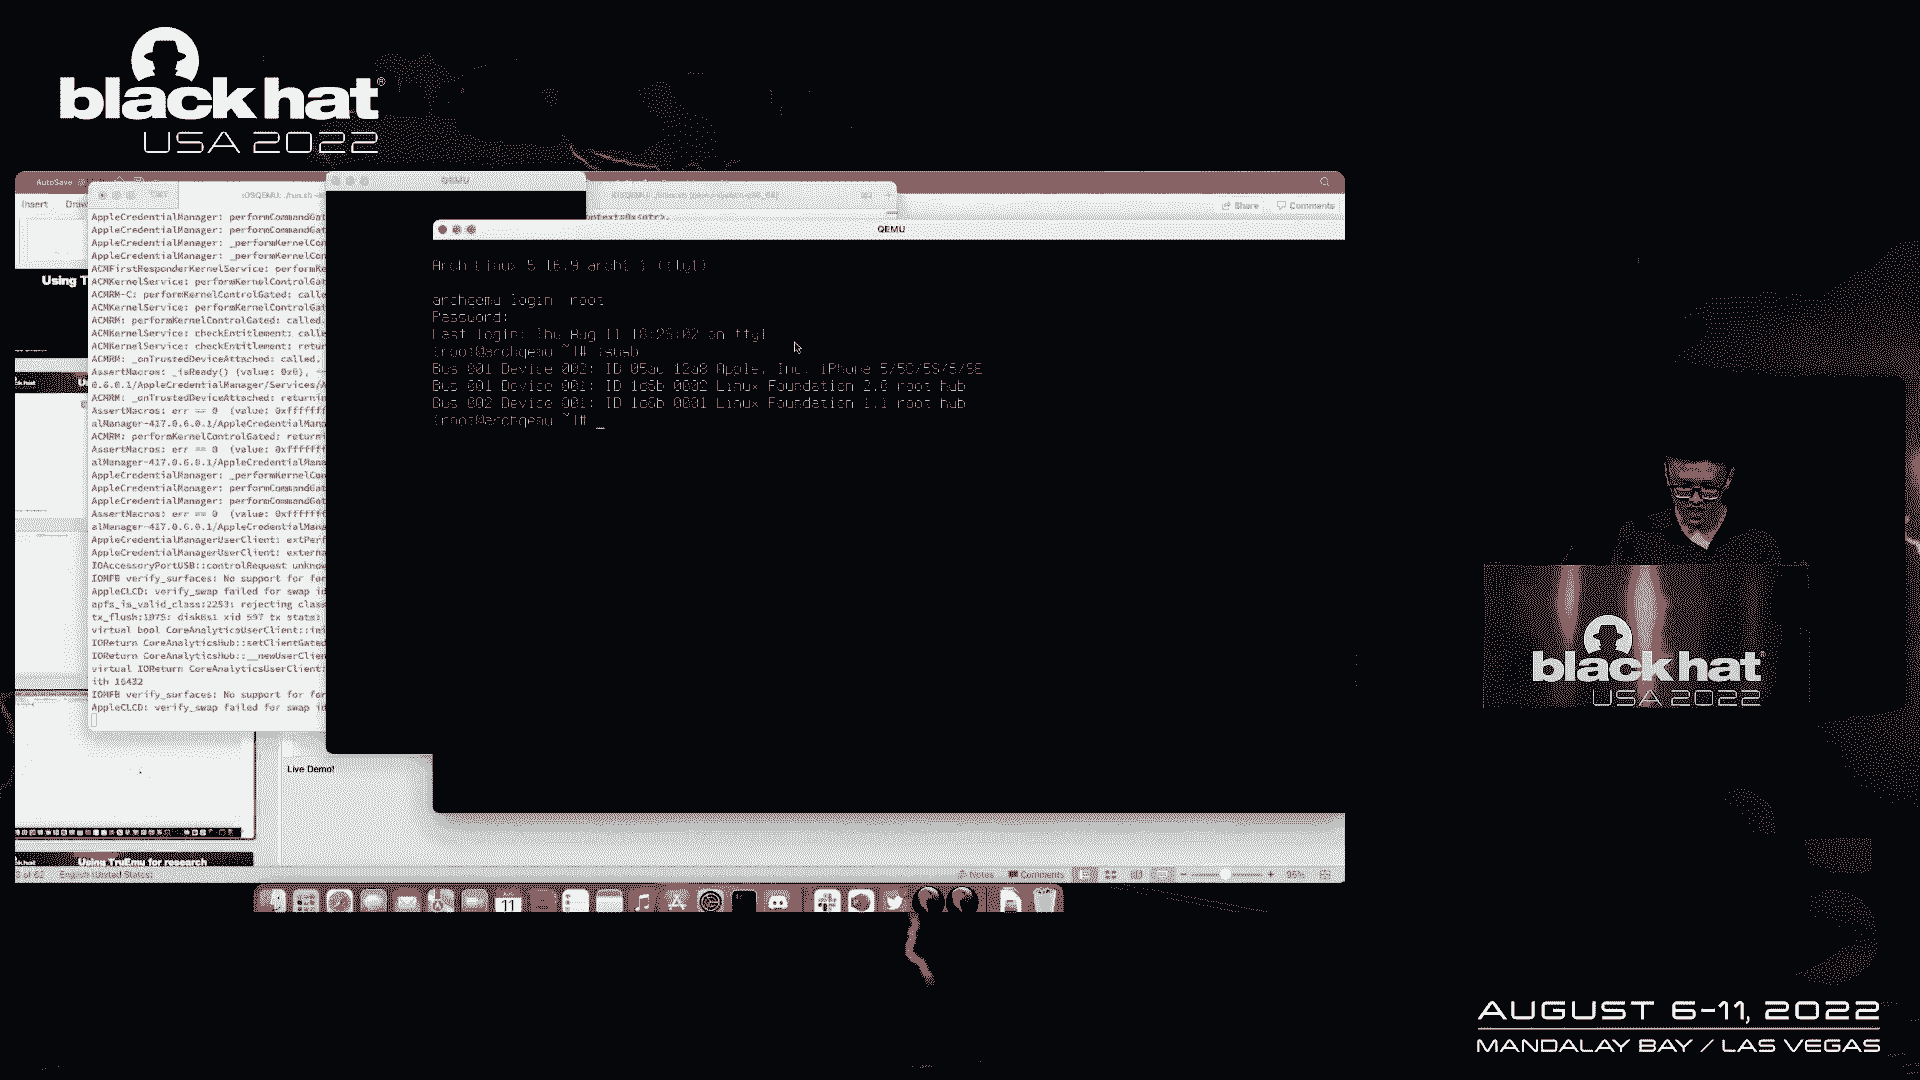 black hat
USA 2022
AutoSave
QEMU
Insert
Share
Comments
AppleCredentialManager: performCommandGat
AppleCredentialManager: performCommandGat
AppleCredentialManager: _performKernelCon
AppleCredentialManager: _performKernelCon
ACMFirstResponderKernelService: performKe
ACMKernelService: performKernelControlGat
ACMRM-C: performKernelControlGated: calle
ACMKernelService: performKernelControlGat
ACMRM: performKernelControlGated: called.
ACMKernelService: checkEntitlement: calle
ACMKernelService: checkEntitlement: retur
ACMRM: _onTrustedDeviceAttached: called,
AssertMacros: _isReady() (value: 0x0),
0.6.0.1/AppleCredentialManager/Services/A
ACMRM: _onTrustedDeviceAttached: returnin
AssertMacros: err == 0 (value: 0xffffff
alManager-417.0.6.0.1/AppleCredentialMana
ACMRM: performKernelControlGated: returni
AssertMacros: err == 0 (value: 0xffffff
alManager-417.0.6.0.1/AppleCredentialMana
AppleCredentialManager: _performKernelCon
AppleCredentialManager: performCommandGat
AppleCredentialManager: performCommandGat
AssertMacros: err == 0 (value: 0xffffff
alManager-417.0.6.0.1/AppleCredentialMana
AppleCredentialManagerUserClient: extPerf
AppleCredentialManagerUserClient: externa
IOAccessoryPortUSB::controlRequest unknow
IOMFB verify_surfaces: No support for for
AppleCLCD: verify_swap failed for swap id
apfs_is_valid_class:2253: rejecting class
tx_flush:1075: disk0s1 xid 597 tx stats:
virtual bool CoreAnalyticsUserClient::ini
IOReturn CoreAnalyticsHub::setClientGated
IOReturn CoreAnalyticsHub::__newUserClien
virtual IOReturn CoreAnalyticsUserClient:
ith 16432
IOMFB verify_surfaces: No support for for
AppleCLCD: verify_swap failed for swap id
QEMU
Arch Linux 5.16.9-arch1-1 (tty1)
archqemu login: root
Password:
Last login: Thu Aug 11 18:26:02 on tty1
[root@archqemu ~]# lsusb
Bus 001 Device 002: ID 05ac:12a8 Apple, Inc. iPhone 5/5C/5S/6/SE
Bus 001 Device 001: ID 1d6b:0002 Linux Foundation 2.0 root hub
Bus 002 Device 001: ID 1d6b:0001 Linux Foundation 1.1 root hub
[root@archqemu ~]# _
Using T
Live Demo!
Using TruEmu for research
of 62
English (United States)
Notes
Comments
95%
11
black hat
USA 2022
AUGUST 6-11, 2022
MANDALAY BAY / LAS VEGAS